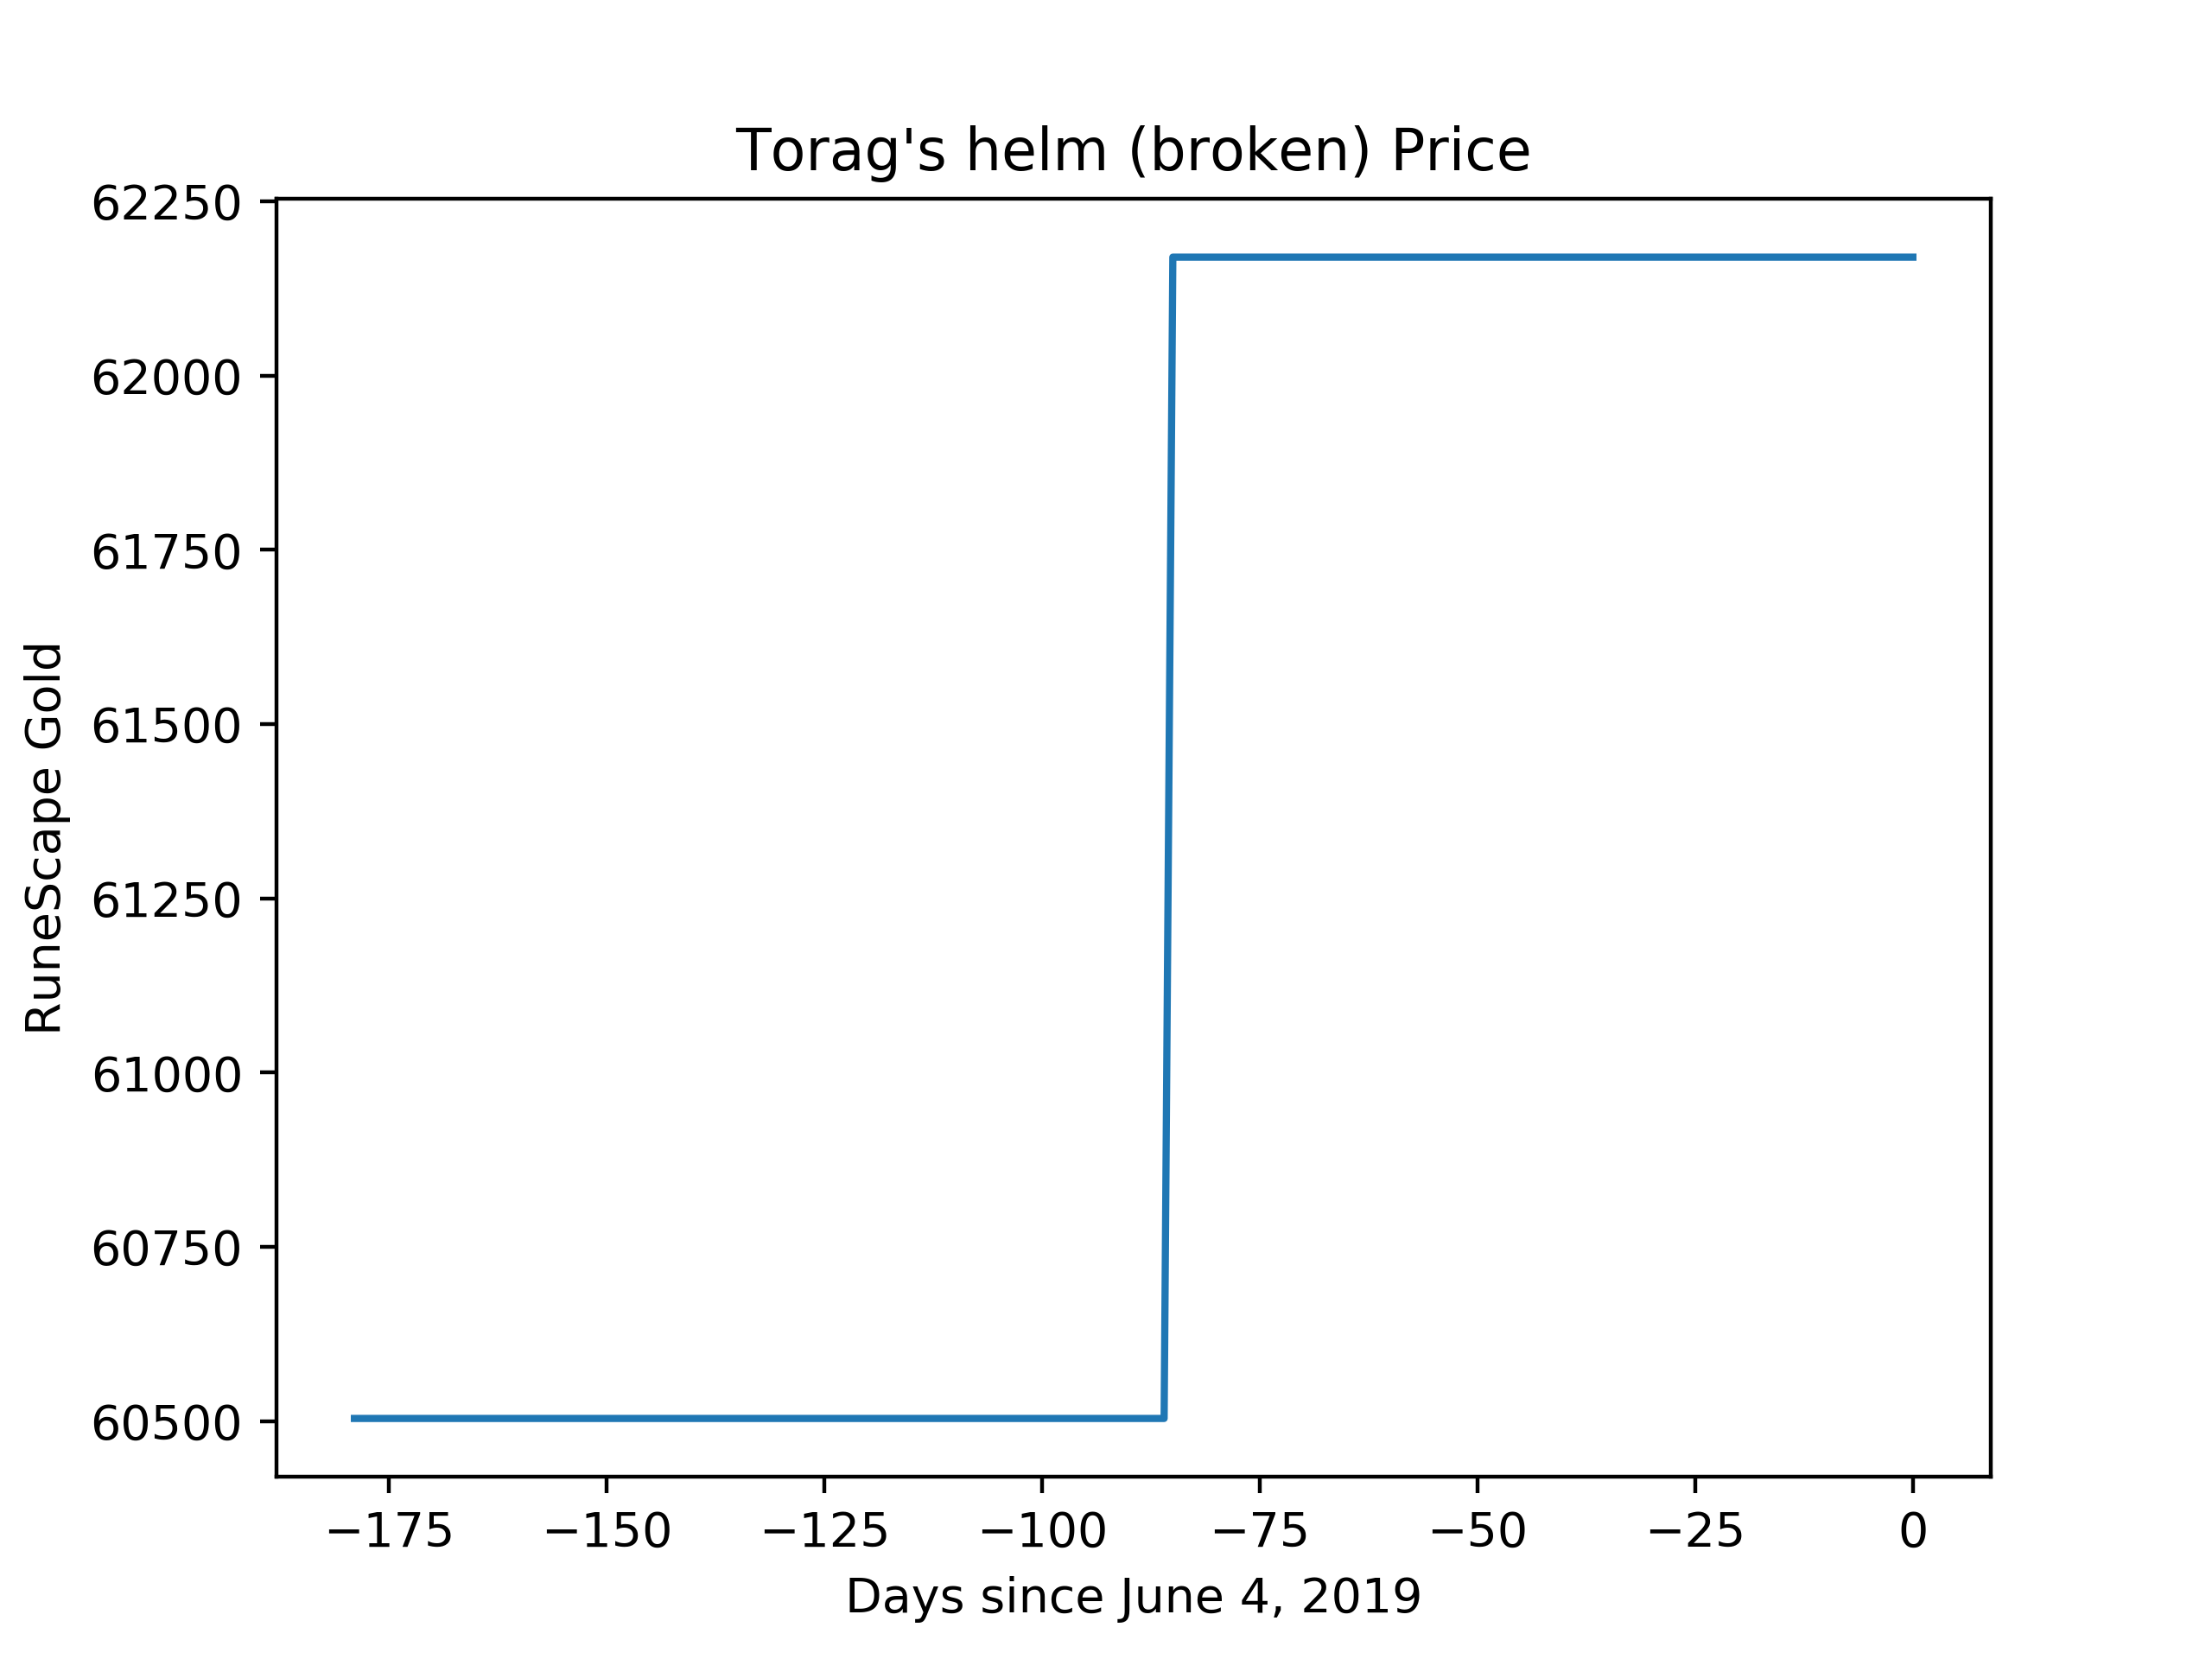 Torag's helm (broken) Price
RuneScape Gold
62250
62000
61750
61500
61250
61000
60750
60500
−175 −150 −125 −100 −75 −50 −25 0
Days since June 4, 2019